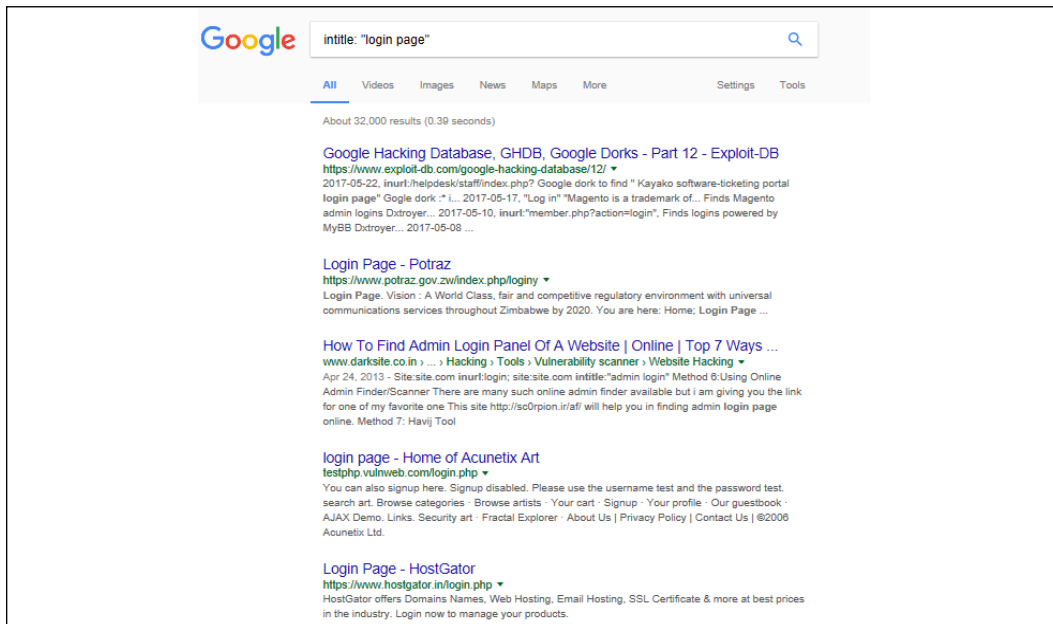 Google
intitle: "login page"
All Videos Images News Maps More Settings Tools
About 32,000 results (0.39 seconds)
Google Hacking Database, GHDB, Google Dorks - Part 12 - Exploit-DB
https://www.exploit-db.com/google-hacking-database/12/
2017-05-22, inurl:/helpdesk/staff/index.php? Google dork to find " Kayako software-ticketing portal
login page" Gogle dork :* i... 2017-05-17, "Log in" "Magento is a trademark of... Finds Magento
admin logins Dxtroyer... 2017-05-10, inurl:"member.php?action=login", Finds logins powered by
MyBB Dxtroyer... 2017-05-08 ...
Login Page - Potraz
https://www.potraz.gov.zw/index.php/loginy
Login Page. Vision : A World Class, fair and competitive regulatory environment with universal
communications services throughout Zimbabwe by 2020. You are here: Home; Login Page ...
How To Find Admin Login Panel Of A Website | Online | Top 7 Ways ...
www.darksite.co.in › ... › Hacking › Tools › Vulnerability scanner › Website Hacking
Apr 24, 2013 - Site:site.com inurl:login; site:site.com intitle:"admin login" Method 6:Using Online
Admin Finder/Scanner There are many such online admin finder available but i am giving you the link
for one of my favorite one This site http://sc0rpion.ir/af/ will help you in finding admin login page
online. Method 7: Havij Tool
login page - Home of Acunetix Art
testphp.vulnweb.com/login.php
You can also signup here. Signup disabled. Please use the username test and the password test.
search art. Browse categories · Browse artists · Your cart · Signup · Your profile · Our guestbook ·
AJAX Demo. Links. Security art · Fractal Explorer · About Us | Privacy Policy | Contact Us | ©2006
Acunetix Ltd.
Login Page - HostGator
https://www.hostgator.in/login.php
HostGator offers Domains Names, Web Hosting, Email Hosting, SSL Certificate & more at best prices
in the industry. Login now to manage your products.